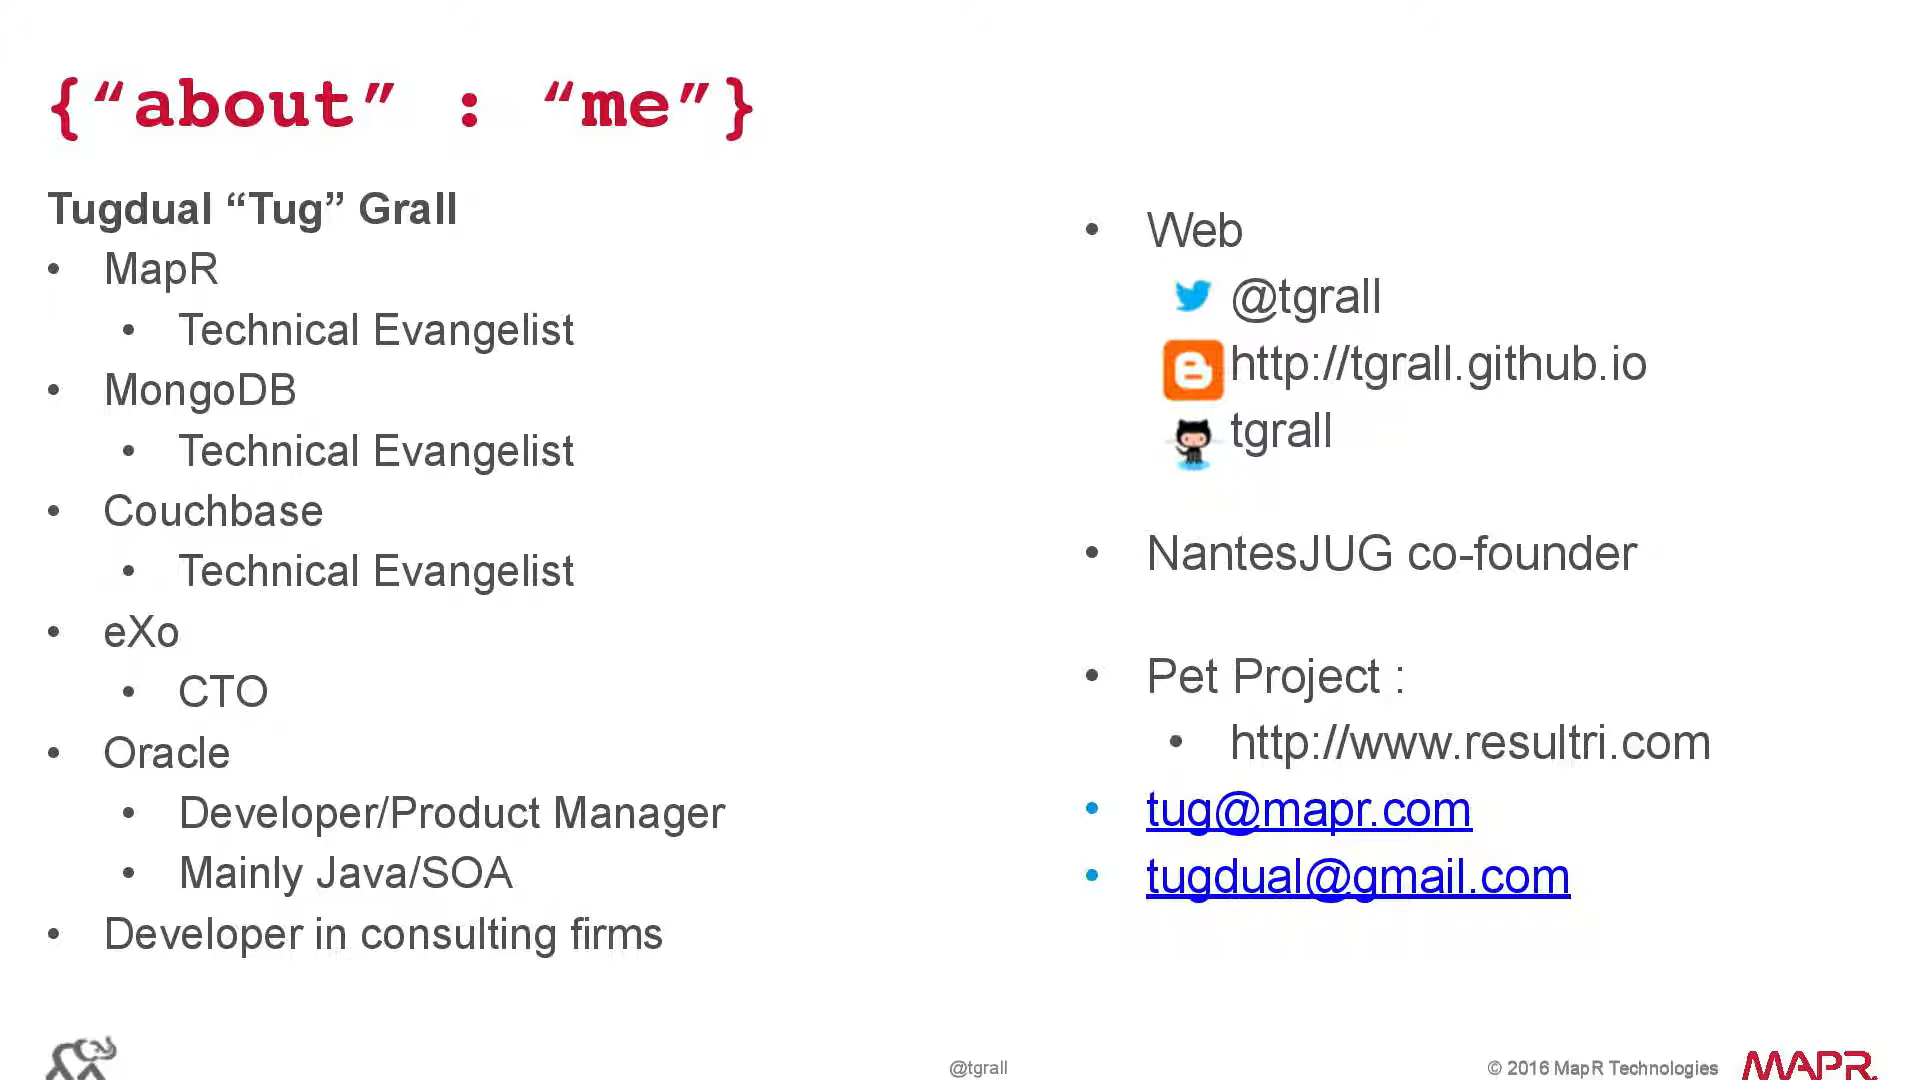 {“about” : “me”}
Tugdual “Tug” Grall
• MapR
• Technical Evangelist
• MongoDB
• Technical Evangelist
• Couchbase
• Technical Evangelist
• eXo
• CTO
• Oracle
• Developer/Product Manager
• Mainly Java/SOA
• Developer in consulting firms
• Web
@tgrall
http://tgrall.github.io
tgrall
• NantesJUG co-founder
• Pet Project :
• http://www.resultri.com
• tug@mapr.com
• tugdual@gmail.com
@tgrall
© 2016 MapR Technologies
MAPR